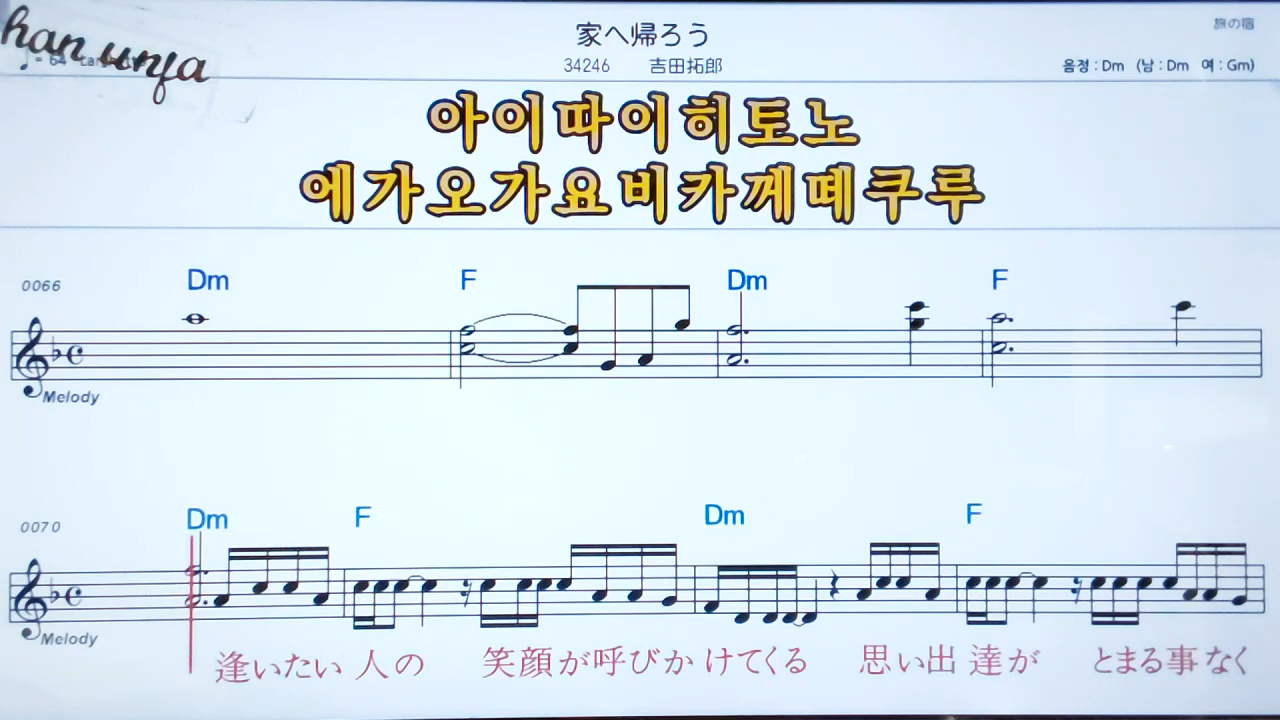 han unfa
家へ帰ろう
旅の宿
♩= 64
34246 吉田拓郎
음정 : Dm (남 : Dm 여 : Gm)
아이따이히토노
에가오가요비카께떼쿠루
0066 Dm F Dm F
Melody
0070 Dm F Dm F
Melody
逢いたい 人の 笑顔が呼びか けてくる 思い出 達が とまる事なく